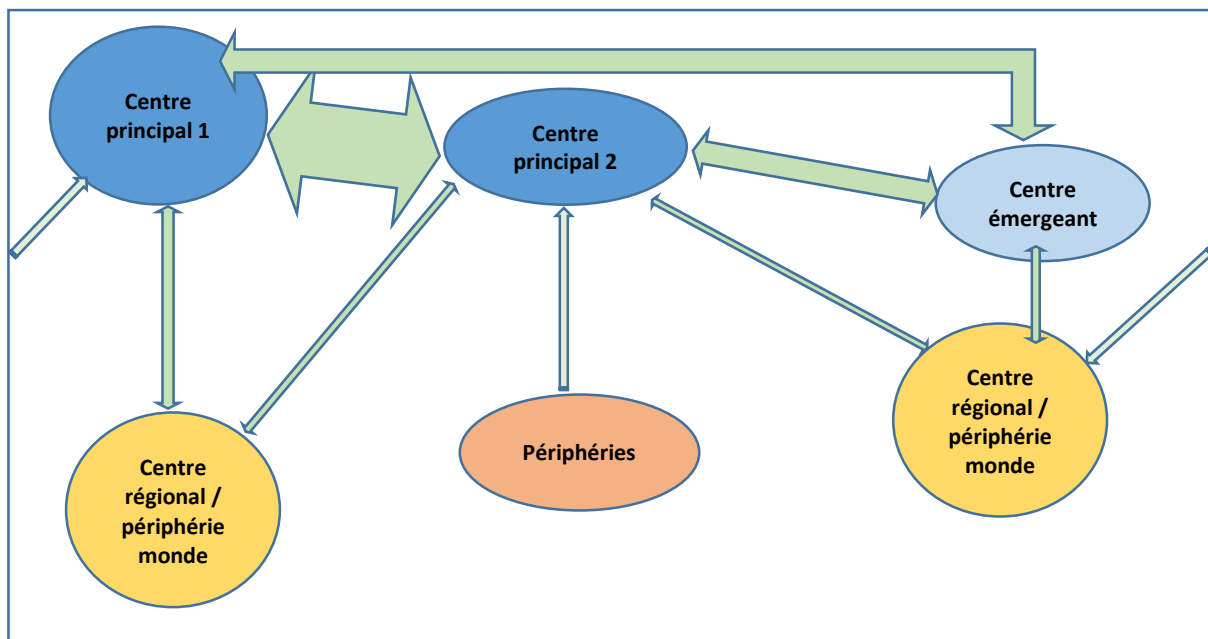 Centre
principal 1
Centre
principal 2
Centre
émergeant
Centre
régional /
périphérie
monde
Périphéries
Centre
régional /
périphérie
monde